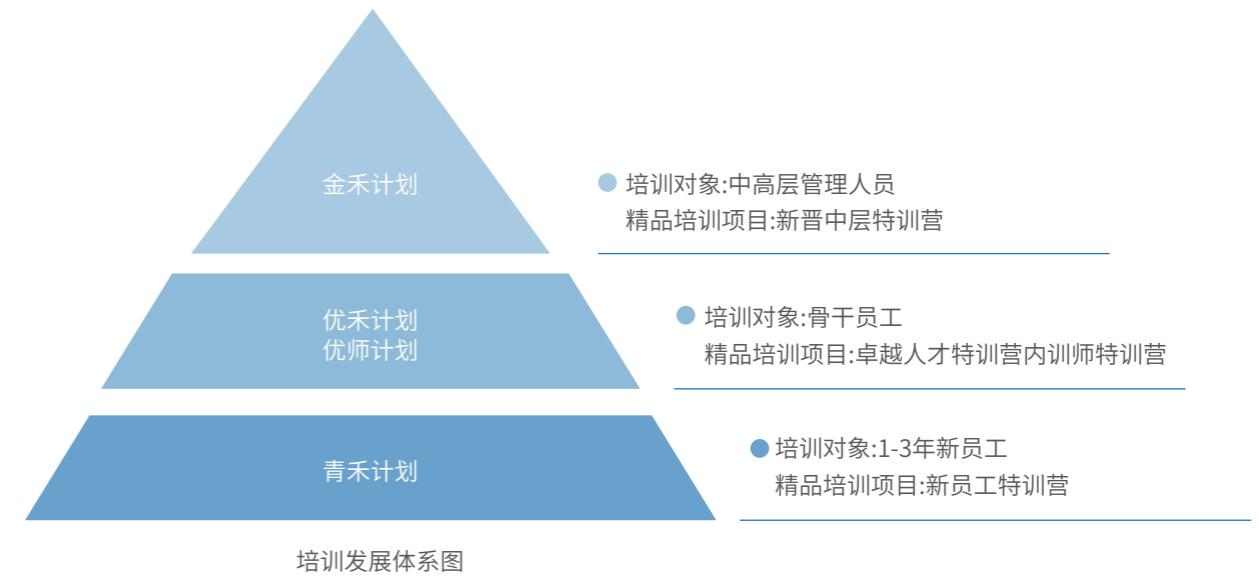 金禾计划
培训对象:中高层管理人员
精品培训项目:新晋中层特训营
优禾计划
优师计划
培训对象:骨干员工
精品培训项目:卓越人才特训营内训师特训营
青禾计划
培训对象:1-3年新员工
精品培训项目:新员工特训营
培训发展体系图